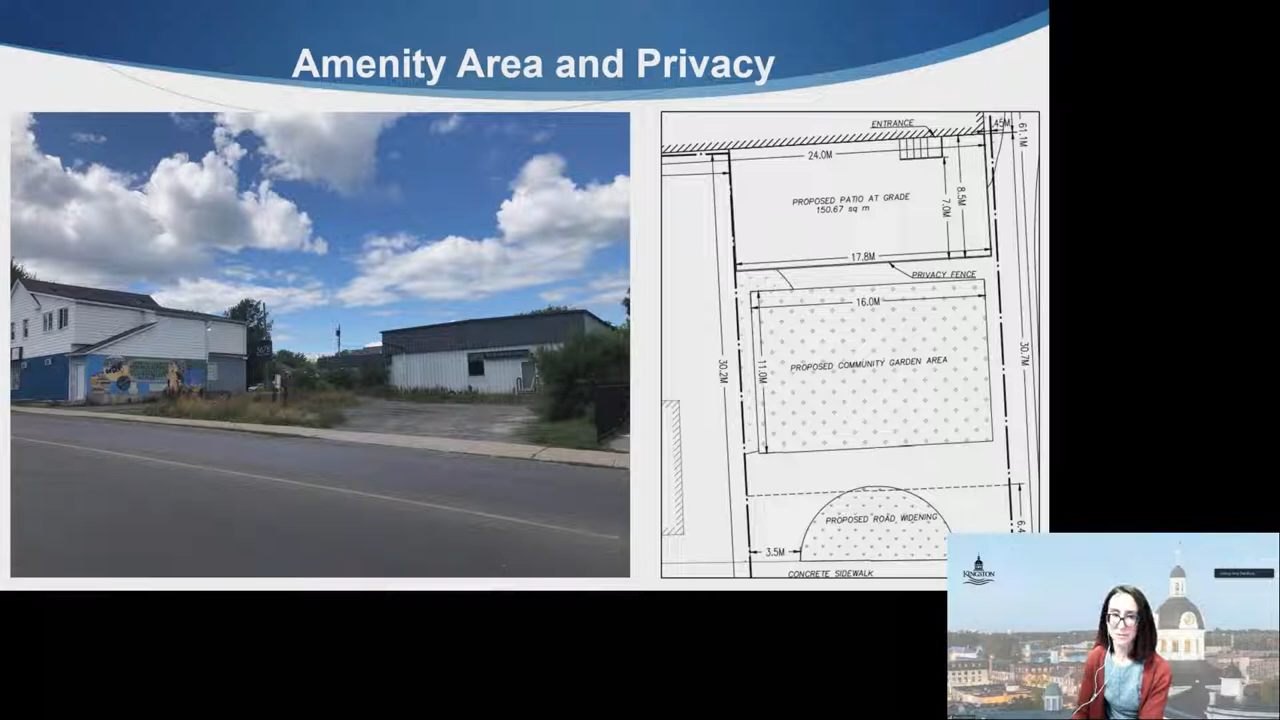 Amenity Area and Privacy
ENTRANCE
.45M
61.1M
24.0M
PROPOSED PATIO AT GRADE
150.67 sq m
7.0M
8.5M
17.8M
PRIVACY FENCE
16.0M
11.0M
PROPOSED COMMUNITY GARDEN AREA
30.2M
30.7M
PROPOSED ROAD WIDENING
6.4
3.5M
CONCRETE SIDEWALK
KINGSTON